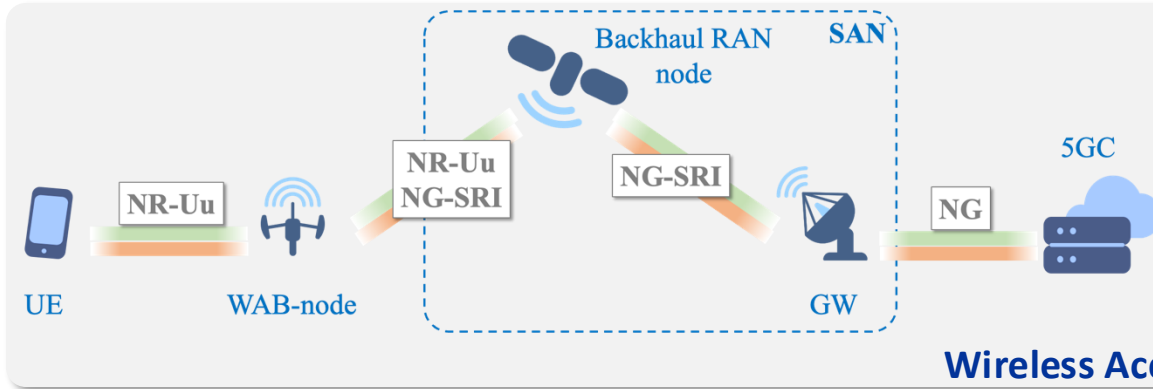 Backhaul RAN
node
SAN
NR-Uu
NR-Uu
NG-SRI
NG-SRI
5GC
NG
UE
WAB-node
GW
Wireless Acc